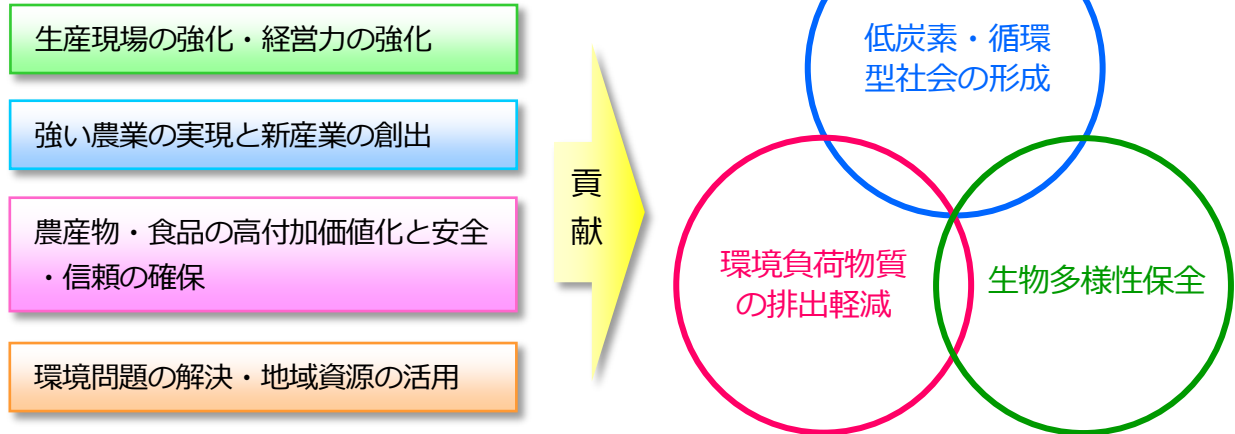 生産現場の強化・経営力の強化
強い農業の実現と新産業の創出
農産物・食品の高付加価値化と安全
・信頼の確保
環境問題の解決・地域資源の活用
貢
献
低炭素・循環
型社会の形成
環境負荷物質
の排出軽減
生物多様性保全